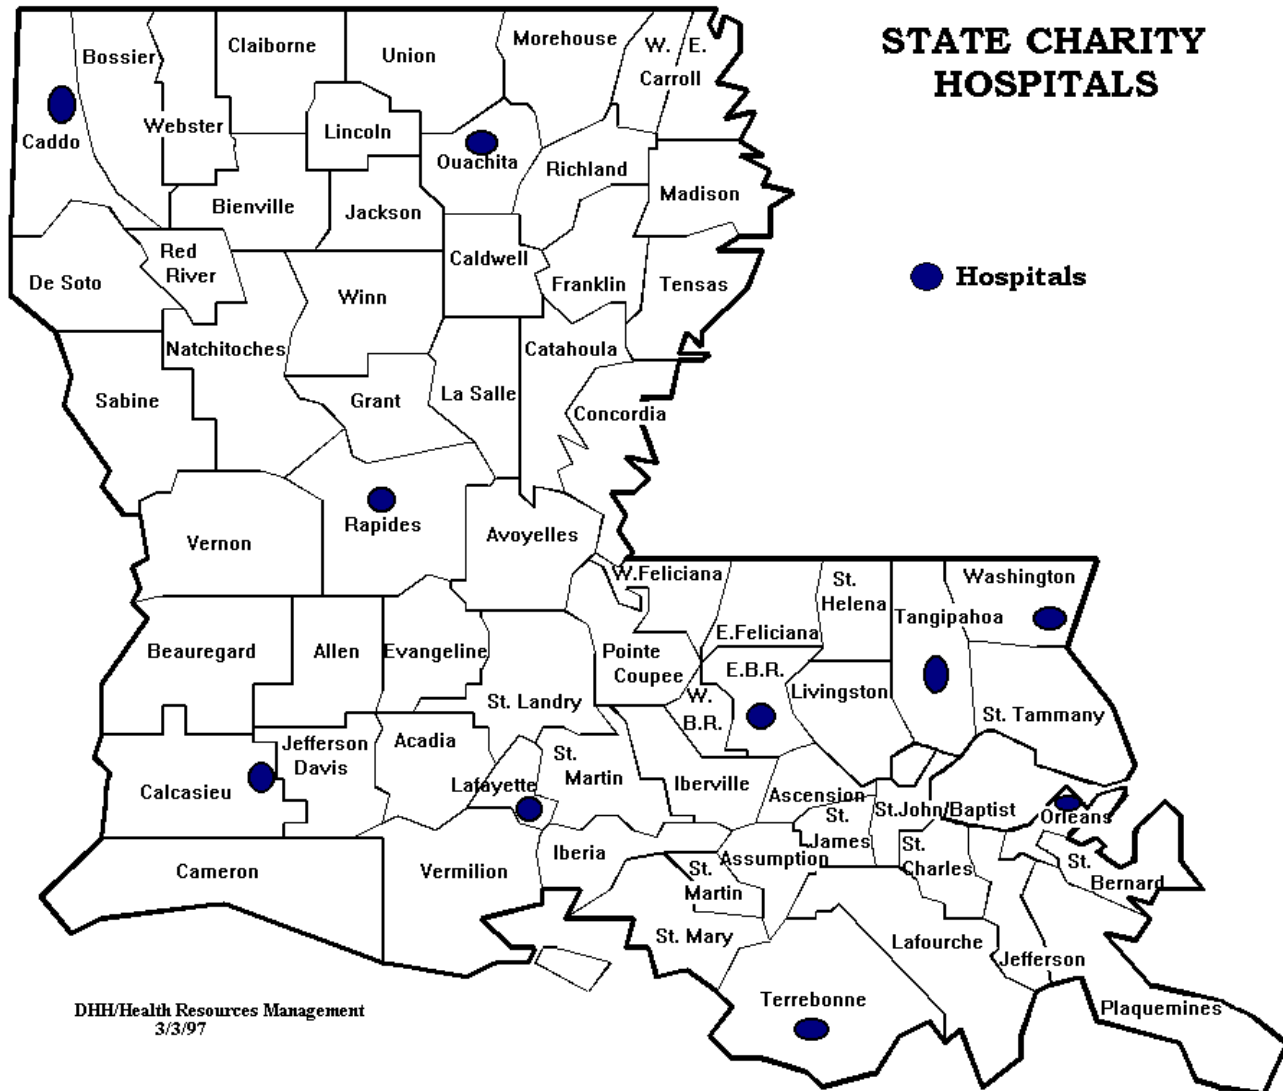 STATE CHARITY
HOSPITALS
Bossier
Claiborne
Union
Morehouse
W. E.
Carroll
Caddo
Webster
Lincoln
Ouachita
Richland
Madison
Bienville
Jackson
Red
River
De Soto
Winn
Caldwell
Franklin
Tensas
Hospitals
Natchitoches
Catahoula
Sabine
Grant
La Salle
Concordia
Vernon
Rapides
Avoyelles
W.Feliciana
St.
Helena
Washington
Tangipahoa
E.Feliciana
Beauregard
Allen
Evangeline
Pointe
Coupee
E.B.R.
W.
B.R.
Livingston
St. Landry
St. Tammany
Jefferson
Davis
Acadia
Calcasieu
Lafayette
St.
Martin
Iberville
Ascension
St.
James
St.John/Baptist
Orleans
Cameron
Vermilion
Iberia
Assumption
St.
Charles
St.
Bernard
St.
Martin
St. Mary
Lafourche
Jefferson
Terrebonne
Plaquemines
DHH/Health Resources Management
3/3/97